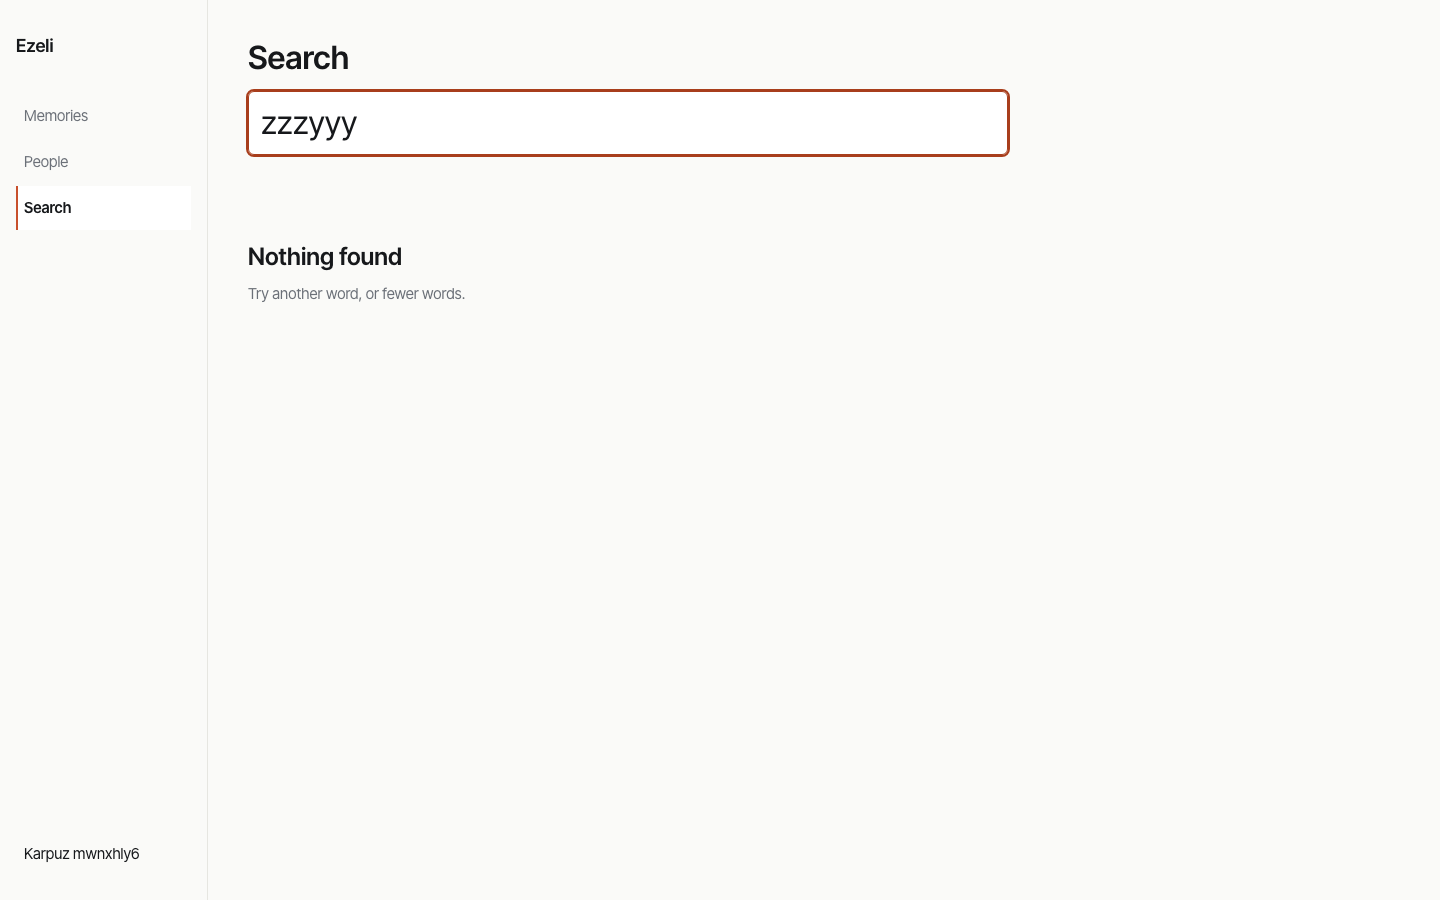 Ezeli
Memories
People
Search
Karpuz mwnxhly6
Search
zzzyyy
Nothing found
Try another word, or fewer words.